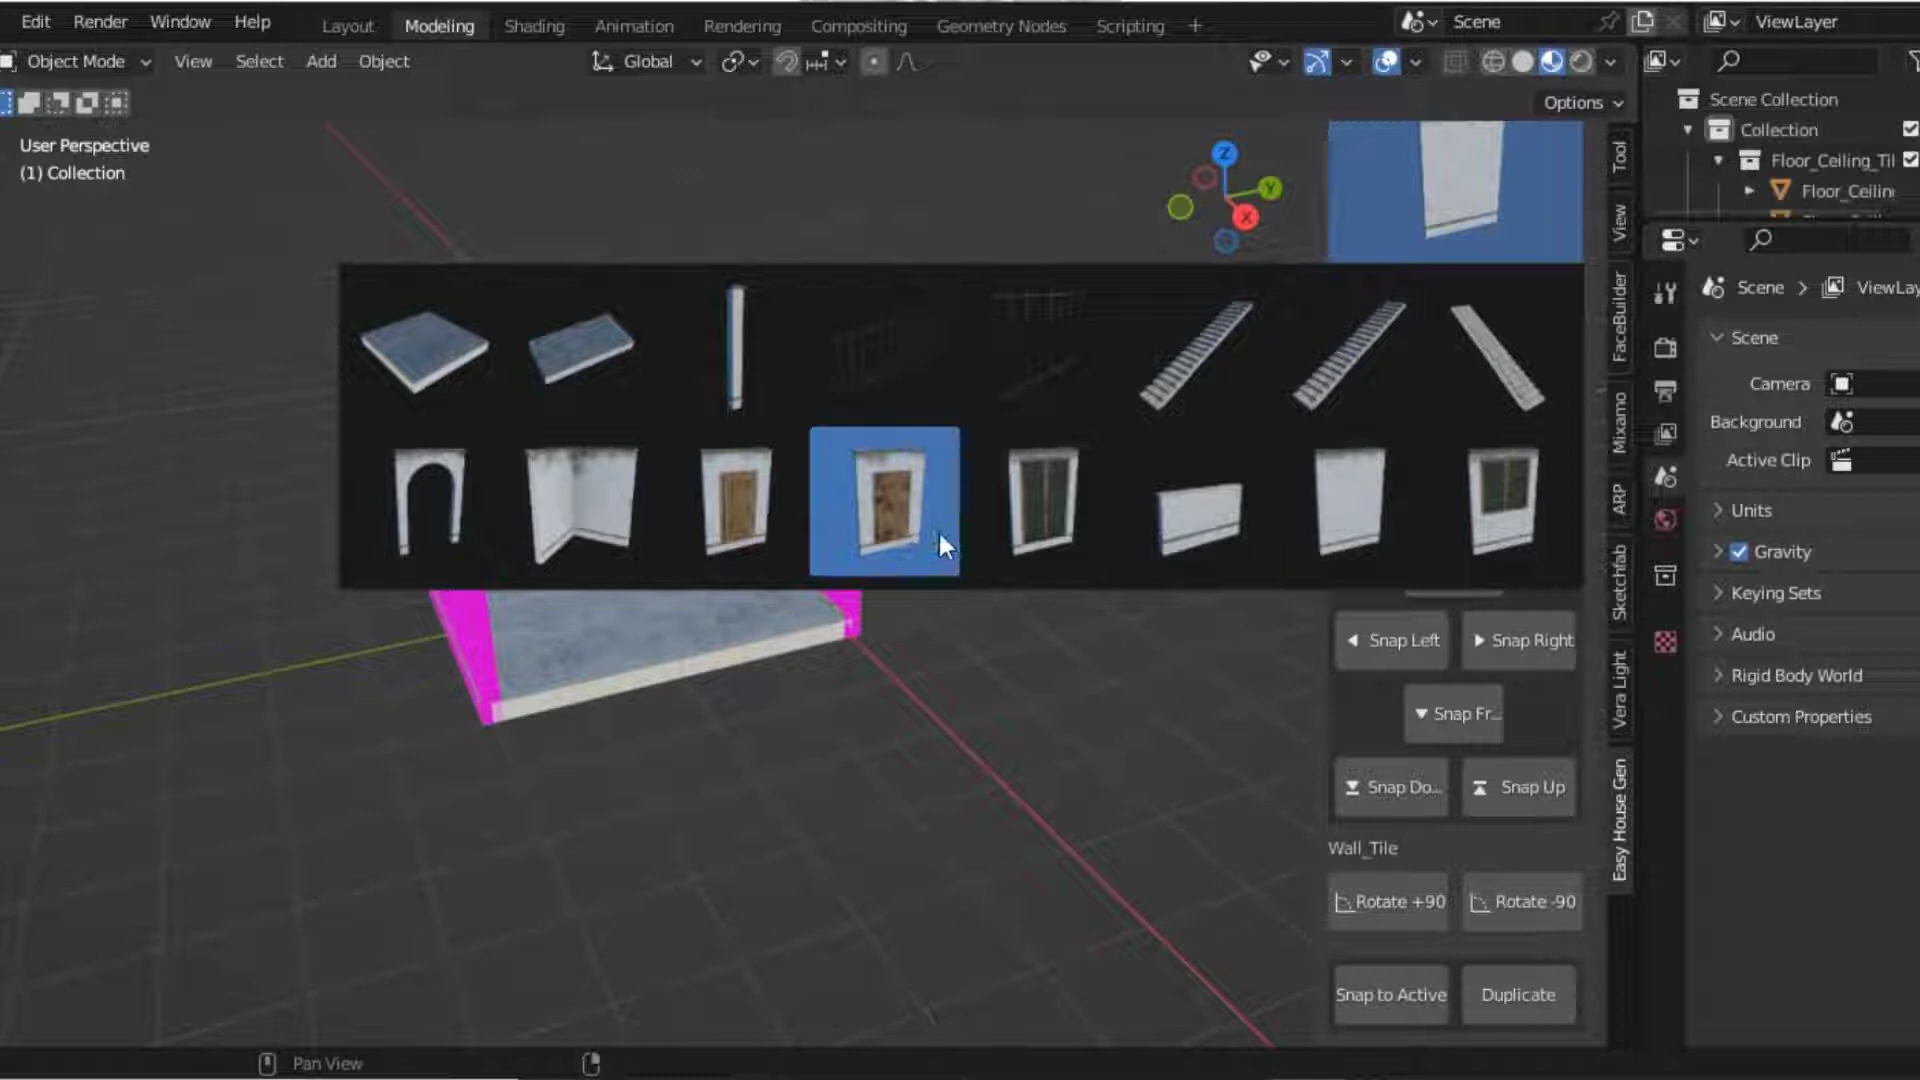 Edit Render Window Help Layout Modeling Shading Animation Rendering Compositing Geometry Nodes Scripting + Scene ViewLayer
Object Mode View Select Add Object Global
Options
User Perspective
(1) Collection
Z
Y
X
Scene Collection
Collection
Floor_Ceiling_Til
Floor_Ceilin
Tool
View
FaceBuilder
Mixamo
ARP
Sketchfab
Vera Light
Easy House Gen
Scene > ViewLay
Scene
Camera
Background
Active Clip
Units
Gravity
Keying Sets
Audio
Rigid Body World
Custom Properties
Snap Left Snap Right
Snap Fr...
Snap Do... Snap Up
Wall_Tile
Rotate +90 Rotate -90
Snap to Active Duplicate
Pan View